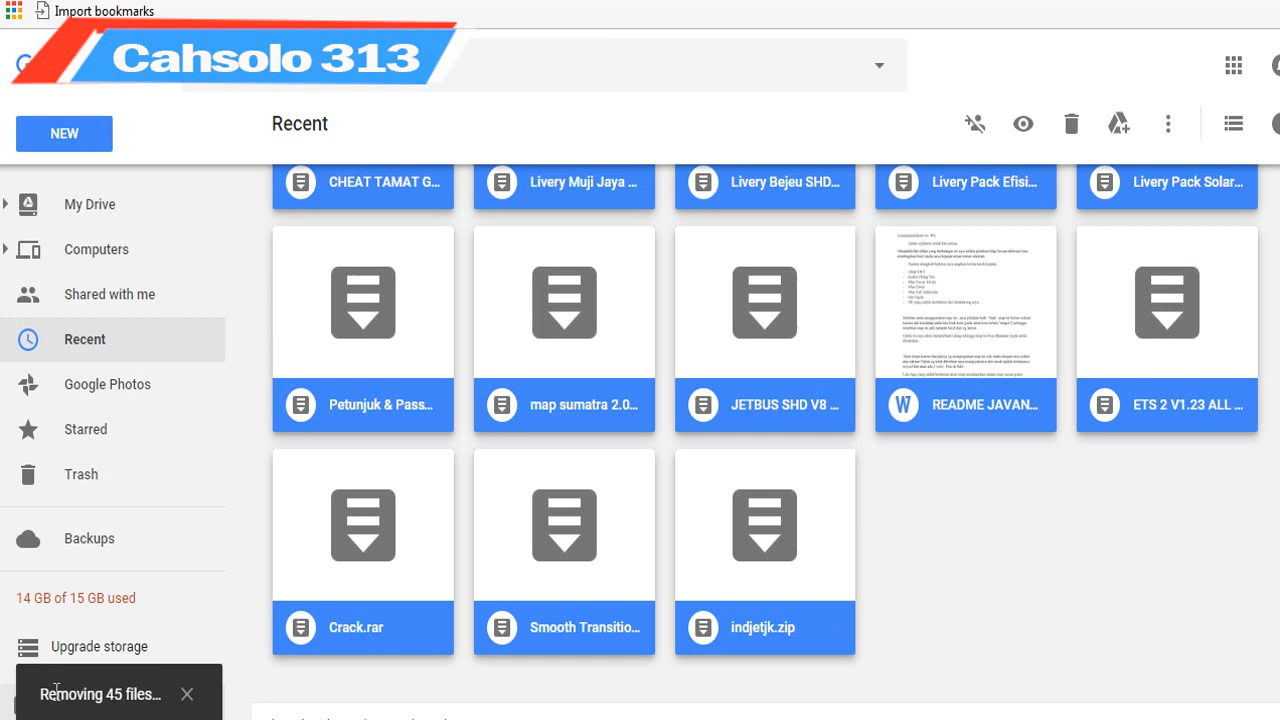 Import bookmarks
Cahsolo 313
NEW
Recent
My Drive
Computers
Shared with me
Recent
Google Photos
Starred
Trash
Backups
14 GB of 15 GB used
Upgrade storage
Removing 45 files...
CHEAT TAMAT G...
Livery Muji Jaya ...
Livery Bejeu SHD...
Livery Pack Efisi...
Livery Pack Solar...
Petunjuk & Pass...
map sumatra 2.0...
JETBUS SHD V8 ...
W
README JAVAN...
ETS 2 V1.23 ALL ...
Crack.rar
Smooth Transitio...
indjetjk.zip